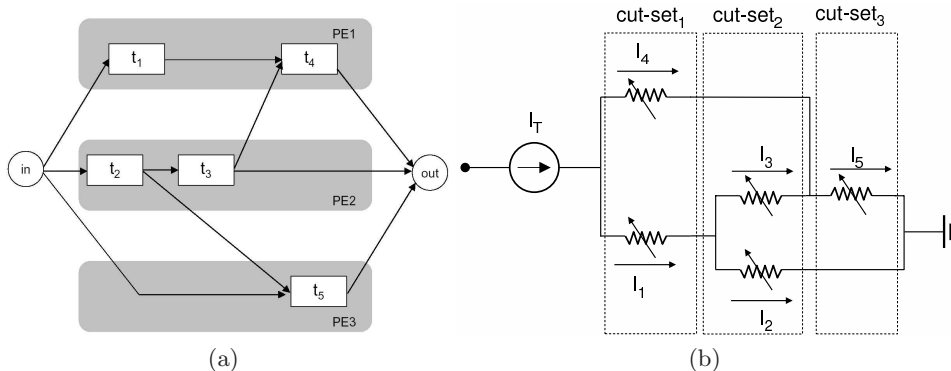 PE1
t₁
t₄
in
t₂
t₃
out
PE2
t₅
PE3
(a)
cut-set₁
cut-set₂
cut-set₃
I₄
I_T
I₃
I₅
I₁
I₂
(b)